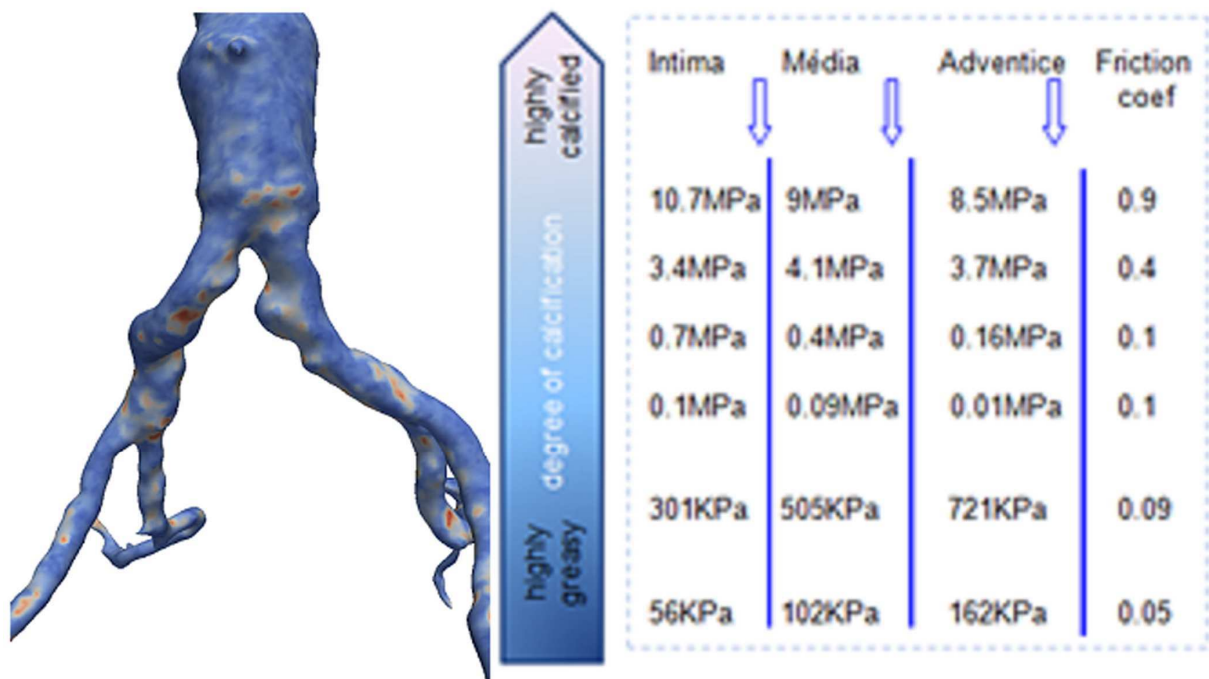 highly
calcified
degree of calcification
highly
greasy
Intima Média Adventice Friction
coef
10.7MPa 9MPa 8.5MPa 0.9
3.4MPa 4.1MPa 3.7MPa 0.4
0.7MPa 0.4MPa 0.16MPa 0.1
0.1MPa 0.09MPa 0.01MPa 0.1
301KPa 505KPa 721KPa 0.09
56KPa 102KPa 162KPa 0.05